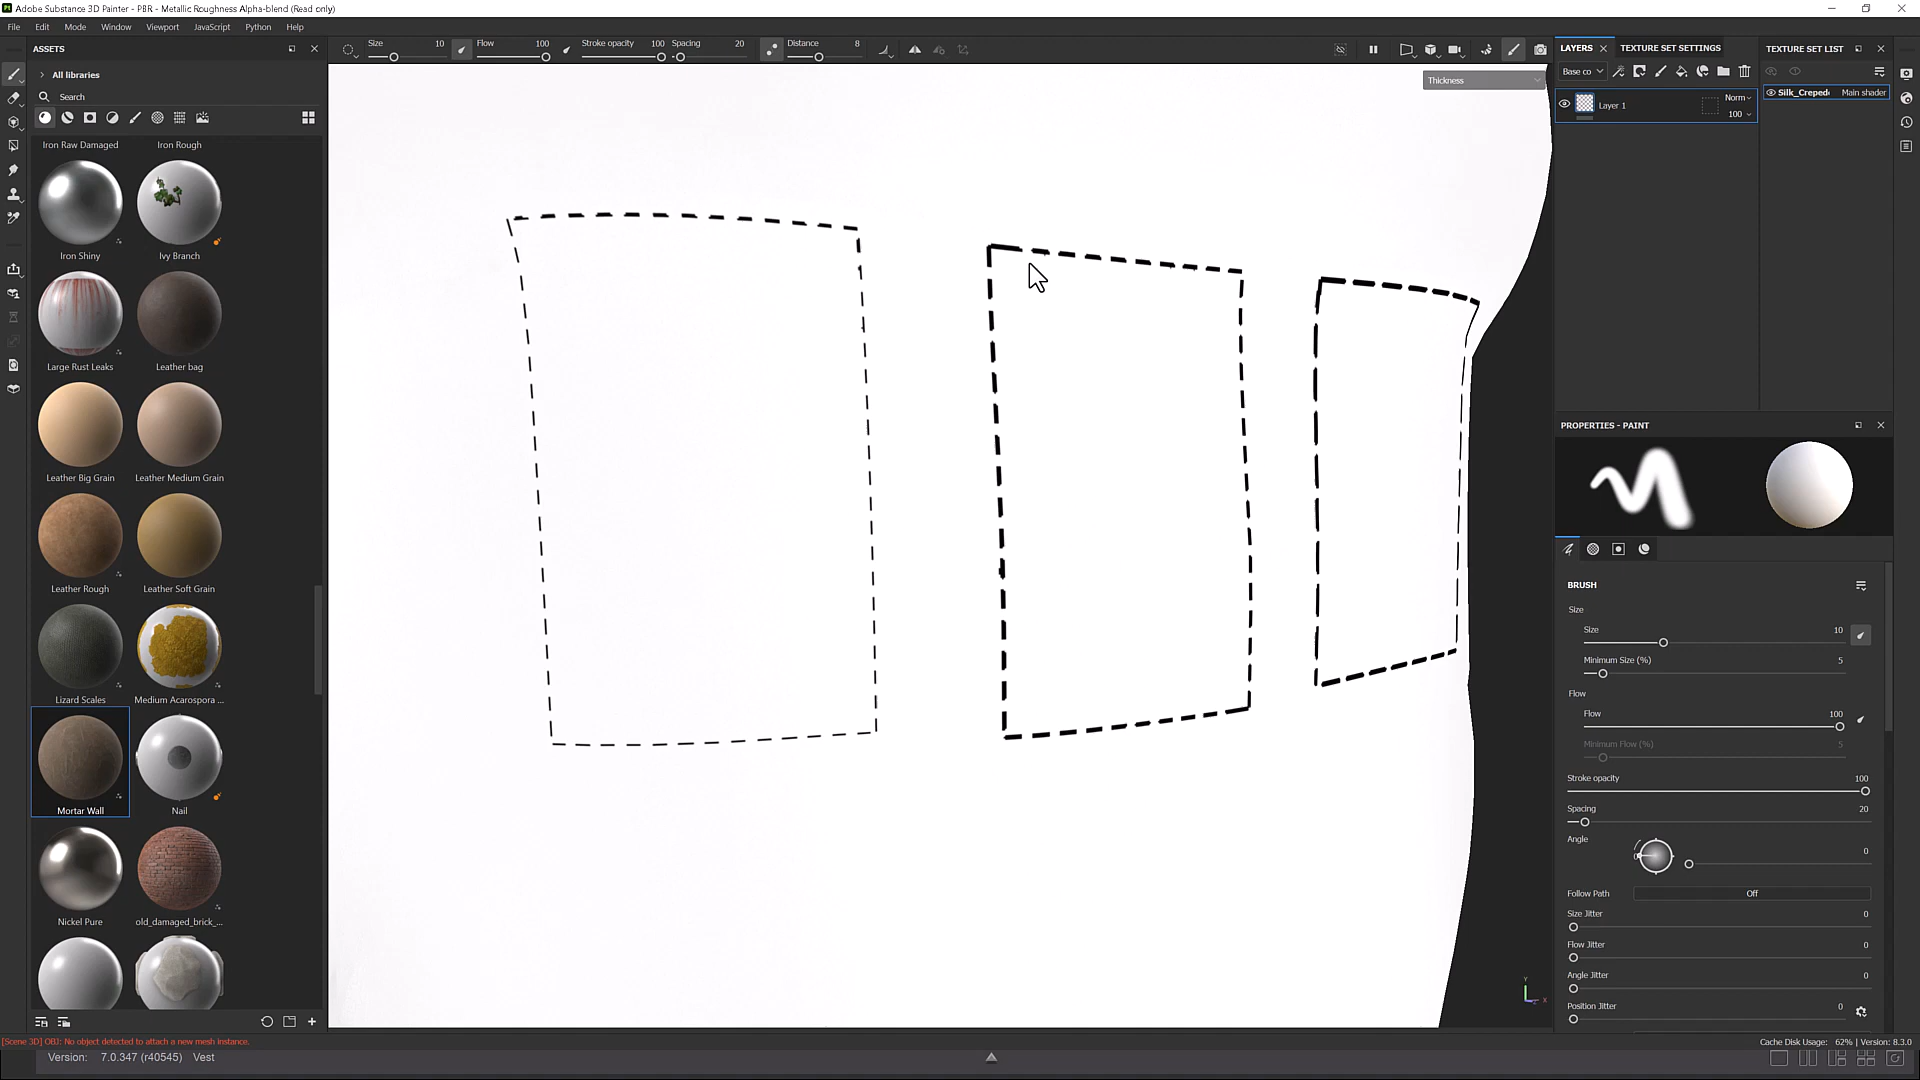 Adobe Substance 3D Painter - PBR - Metallic Roughness Alpha-blend (Read only)
File Edit Mode Window Viewport JavaScript Python Help
ASSETS
All libraries
Search
Iron Raw Damaged Iron Rough
Iron Shiny Ivy Branch
Large Rust Leaks Leather bag
Leather Big Grain Leather Medium Grain
Leather Rough Leather Soft Grain
Lizard Scales Medium Acarospora ...
Mortar Wall Nail
Nickel Pure old_damaged_brick_...
Size 10 Flow 100 Stroke opacity 100 Spacing 20 Distance 8
Thickness
LAYERS TEXTURE SET SETTINGS
Base co
Layer 1 Norm
100
TEXTURE SET LIST
Silk_Creped Main shader
PROPERTIES - PAINT
BRUSH
Size
Size 10
Minimum Size (%) 5
Flow
Flow 100
Minimum Flow (%) 5
Stroke opacity 100
Spacing 20
Angle
0
Follow Path Off
Size Jitter 0
Flow Jitter 0
Angle Jitter 0
Position Jitter 0
Y
X
[Scene 3D] OBJ: No object detected to attach a new mesh instance.
Cache Disk Usage: 62% | Version: 8.3.0
Version: 7.0.347 (r40545) Vest